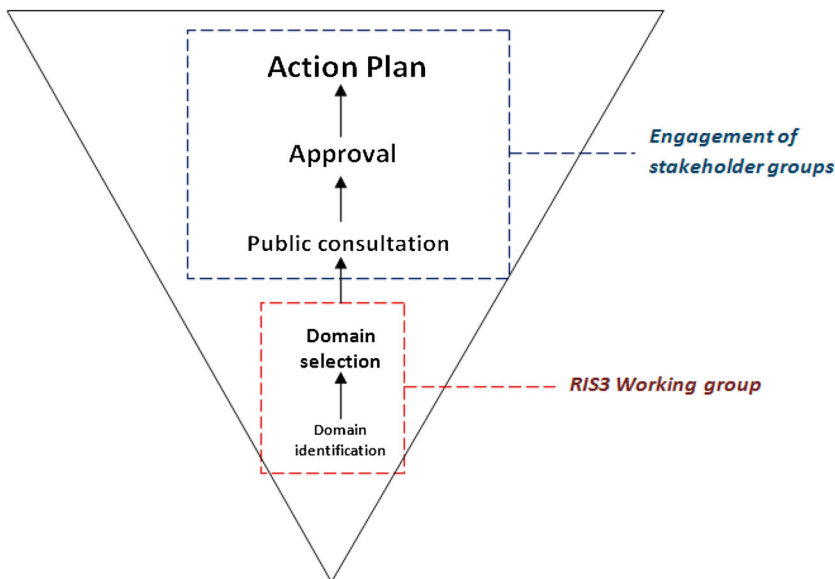 Action Plan
Approval
Engagement of
stakeholder groups
Public consultation
Domain
selection
RIS3 Working group
Domain
identification